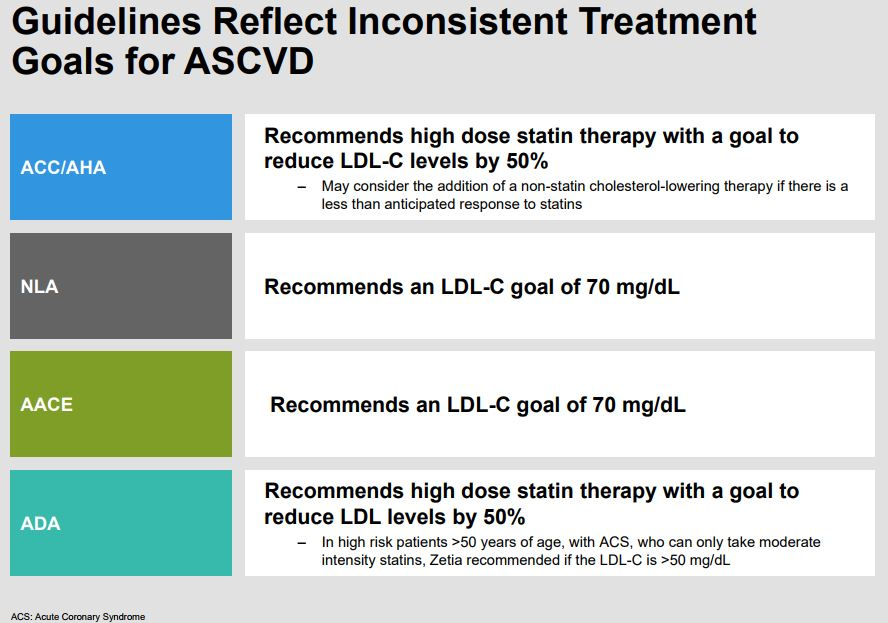 Guidelines Reflect Inconsistent Treatment
Goals for ASCVD
ACC/AHA
Recommends high dose statin therapy with a goal to
reduce LDL-C levels by 50%
– May consider the addition of a non-statin cholesterol-lowering therapy if there is a
less than anticipated response to statins
NLA
Recommends an LDL-C goal of 70 mg/dL
AACE
Recommends an LDL-C goal of 70 mg/dL
ADA
Recommends high dose statin therapy with a goal to
reduce LDL levels by 50%
– In high risk patients >50 years of age, with ACS, who can only take moderate
intensity statins, Zetia recommended if the LDL-C is >50 mg/dL
ACS: Acute Coronary Syndrome